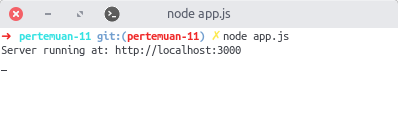 node app.js
➜ pertemuan-11 git:(pertemuan-11) ✗ node app.js
Server running at: http://localhost:3000